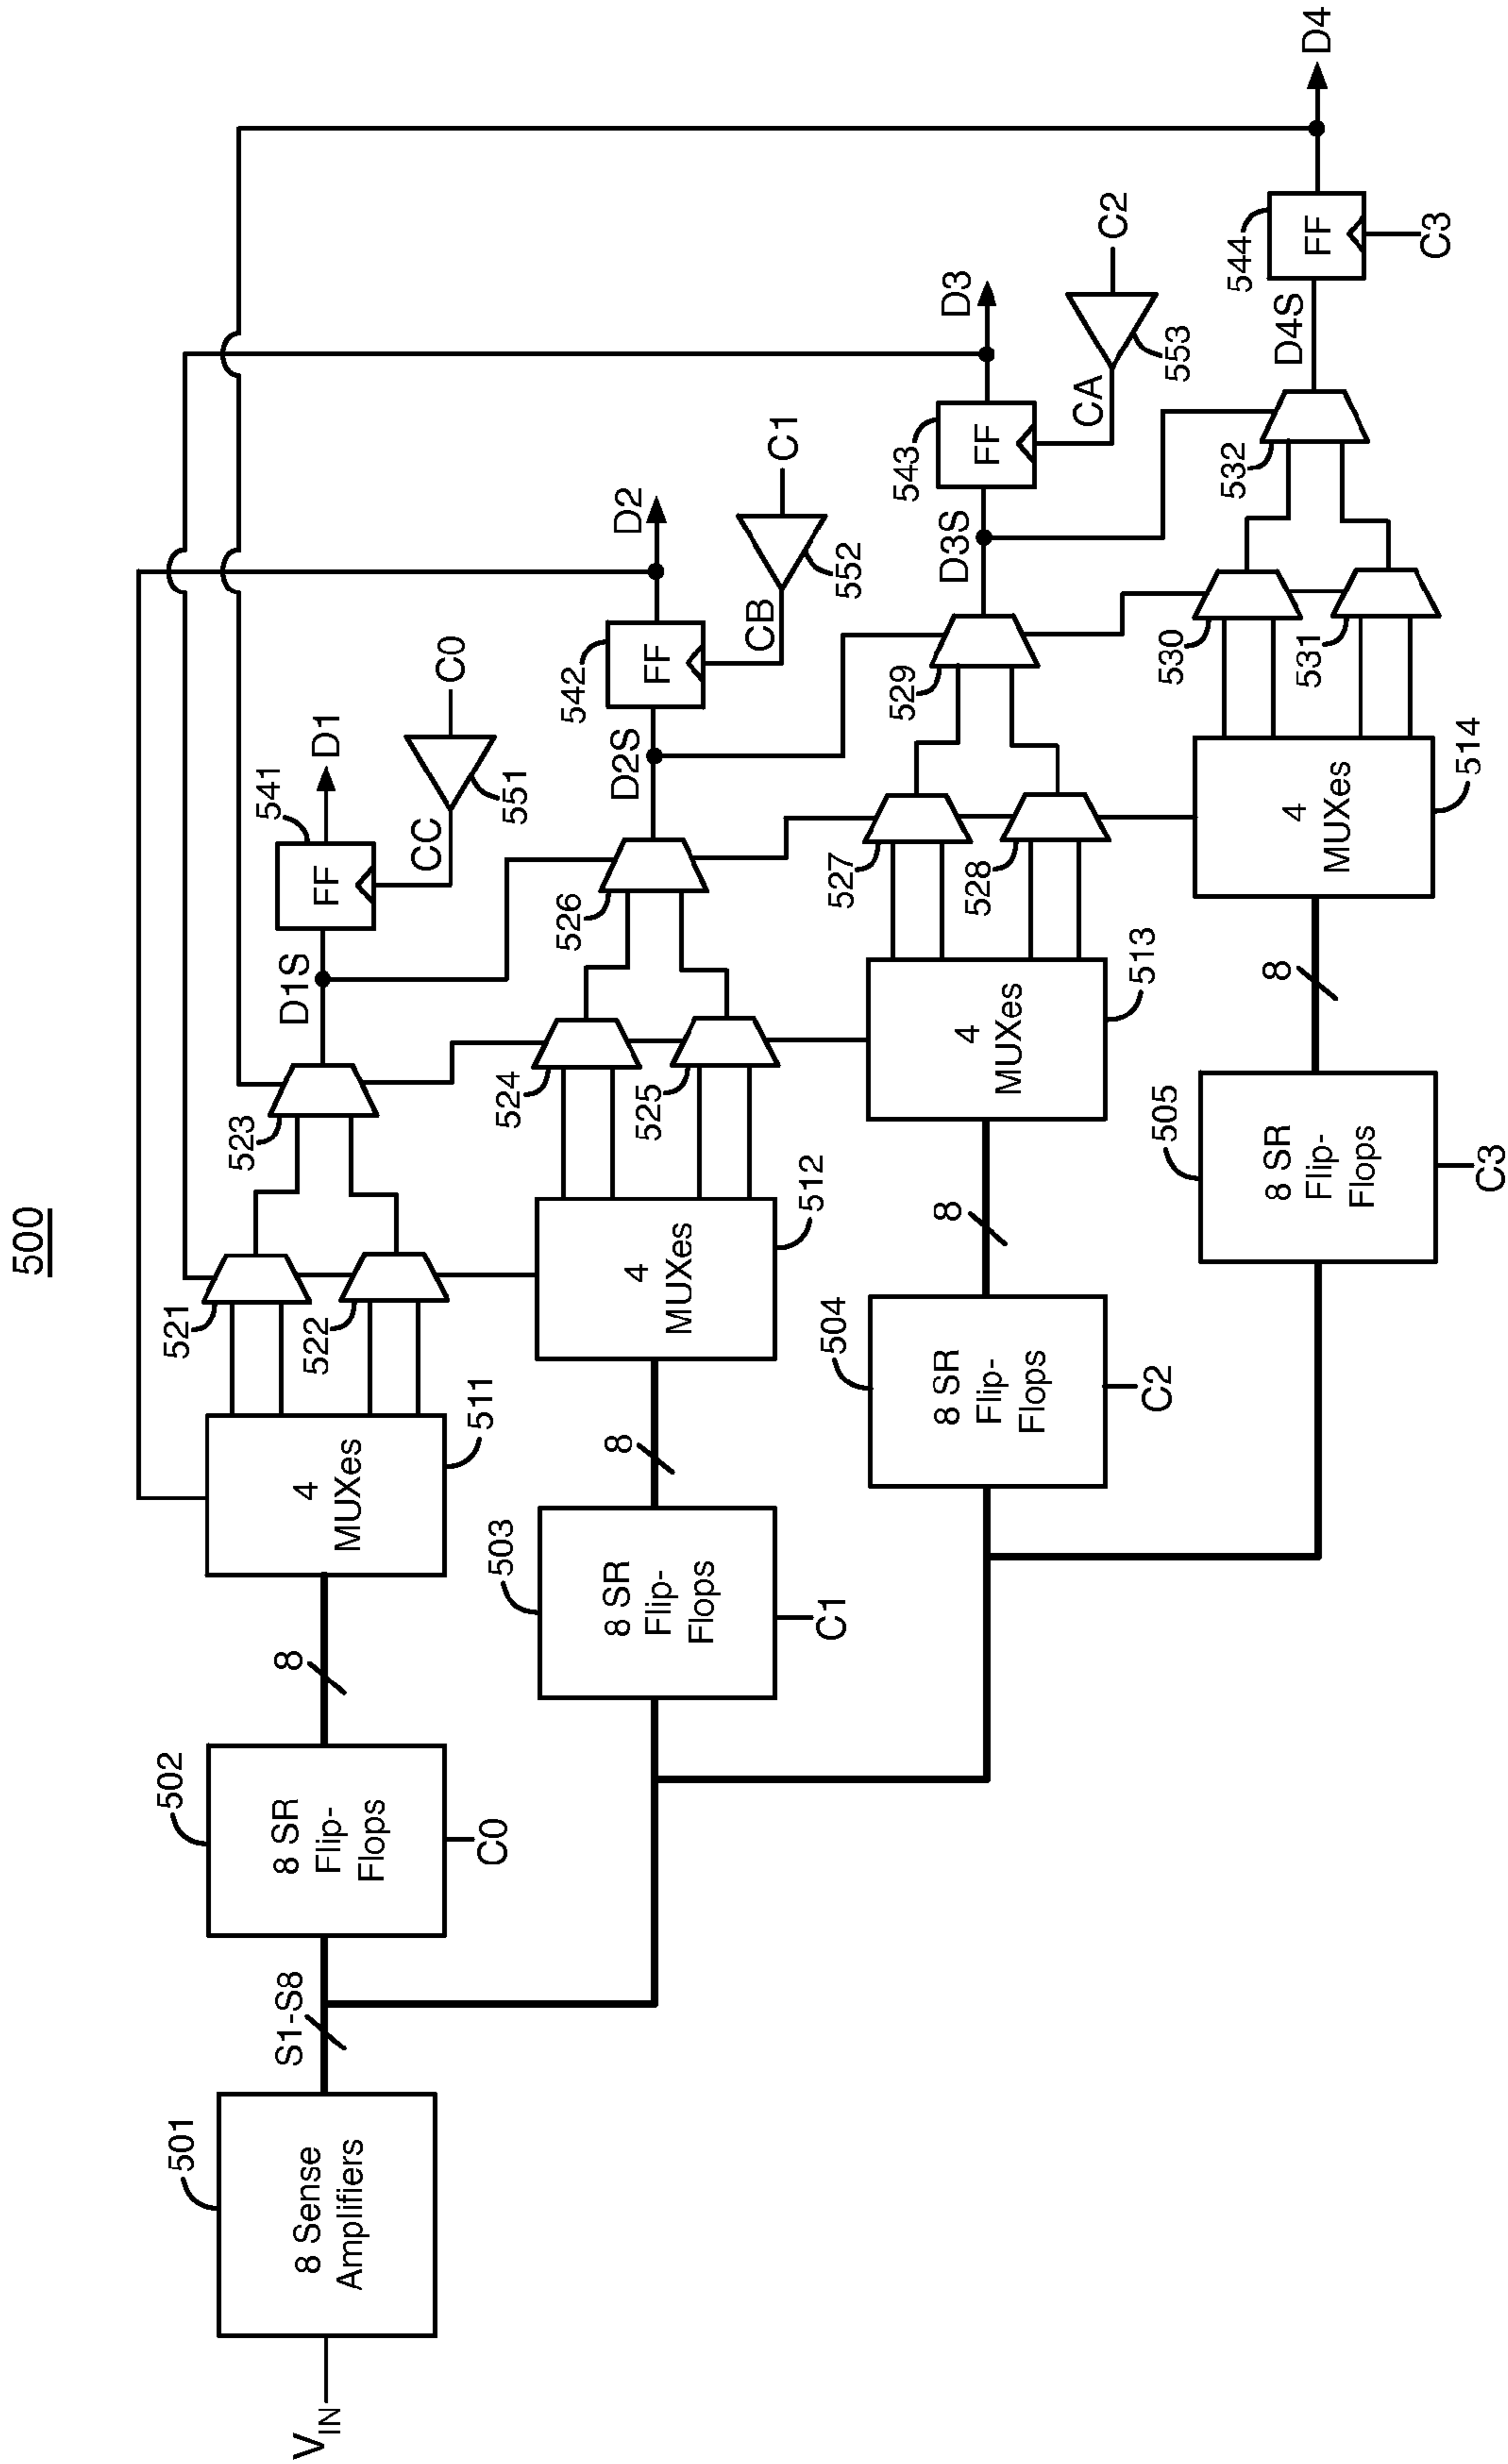 500
V_IN
501
8 Sense
Amplifiers
S1-S8
502
8 SR
Flip-
Flops
C0
8
4
MUXes
511
521
522
523
D1S
541
FF
D1
CC
551
C0
503
8 SR
Flip-
Flops
C1
8
4
MUXes
512
524
525
526
D2S
542
FF
D2
CB
552
C1
504
8 SR
Flip-
Flops
C2
8
4
MUXes
513
527
528
529
D3S
543
FF
D3
CA
553
C2
505
8 SR
Flip-
Flops
C3
8
4
MUXes
514
530
531
532
D4S
544
FF
C3
D4